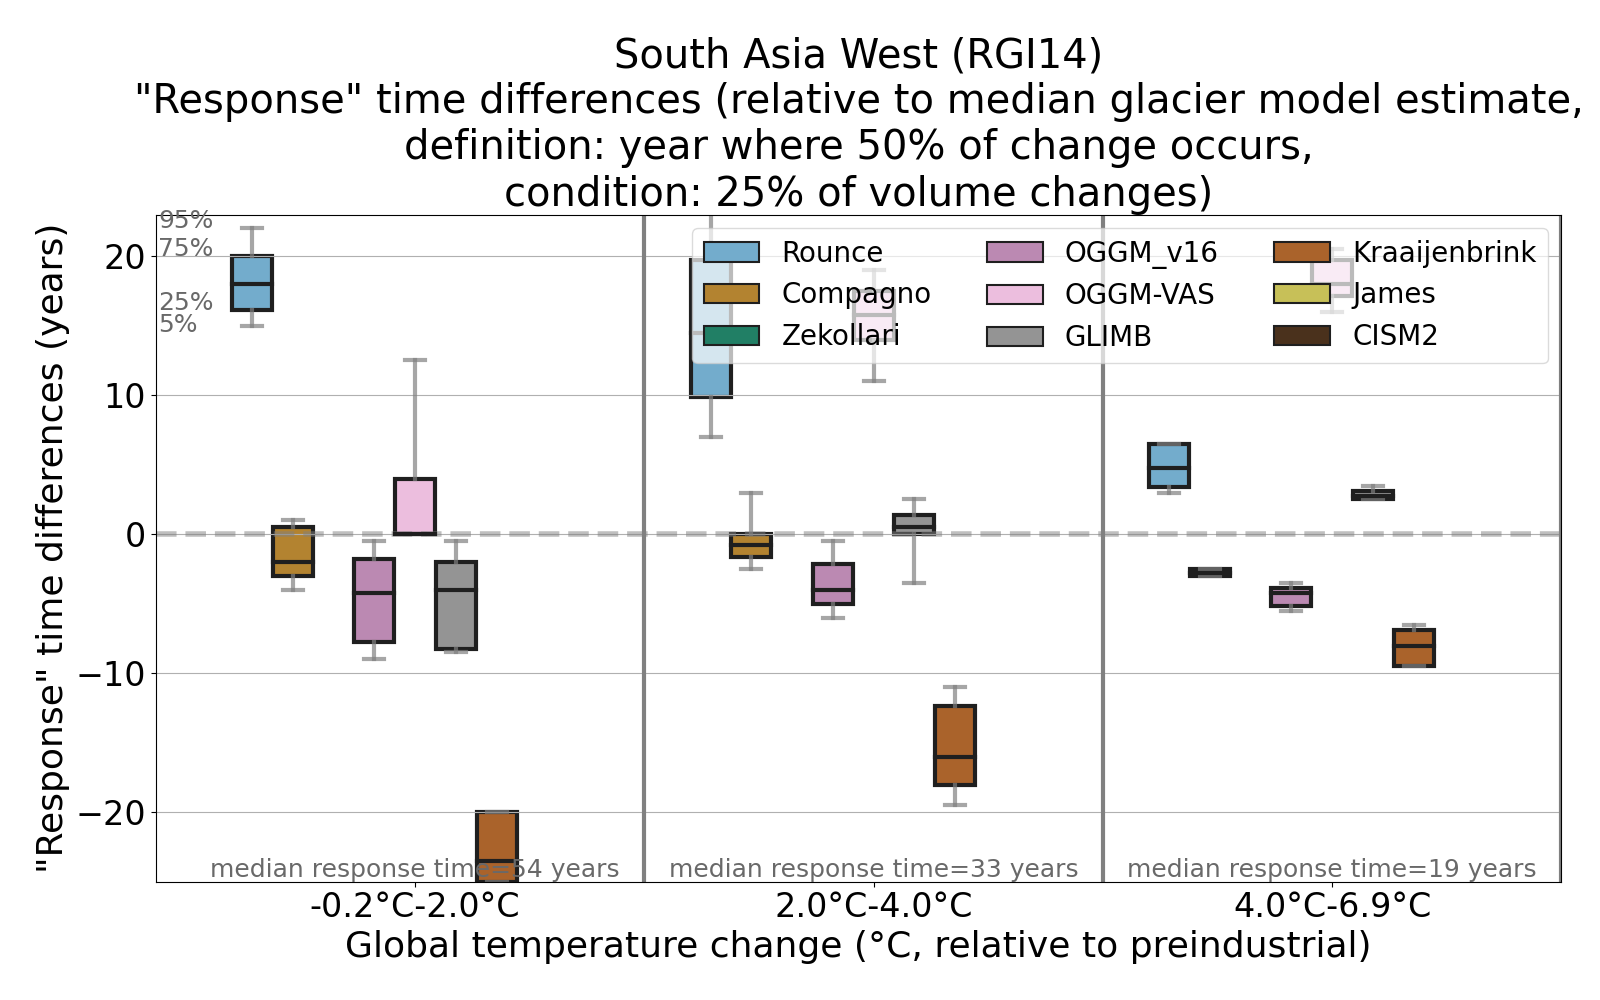 South Asia West (RGI14)
"Response" time differences (relative to median glacier model estimate,
definition: year where 50% of change occurs,
condition: 25% of volume changes)
95%
75%
25%
5%
Rounce
Compagno
Zekollari
OGGM_v16
OGGM-VAS
GLIMB
Kraaijenbrink
James
CISM2
20
10
0
−10
−20
"Response" time differences (years)
median response time=54 years
median response time=33 years
median response time=19 years
-0.2°C-2.0°C
2.0°C-4.0°C
4.0°C-6.9°C
Global temperature change (°C, relative to preindustrial)